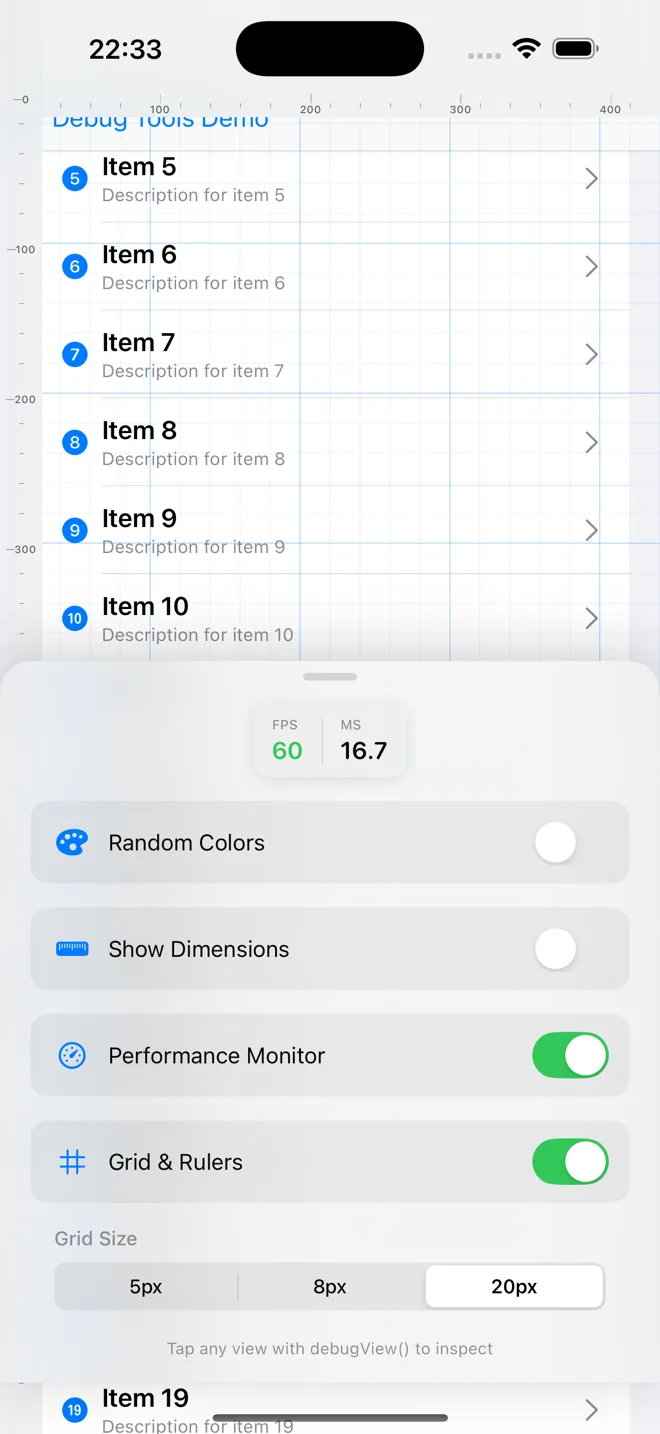 22:33
0
100 200 300 400
Debug Tools Demo
5 Item 5
Description for item 5
100
6 Item 6
Description for item 6
7 Item 7
Description for item 7
200
8 Item 8
Description for item 8
9 Item 9
300
Description for item 9
10 Item 10
Description for item 10
FPS MS
60 16.7
Random Colors
Show Dimensions
Performance Monitor
Grid & Rulers
Grid Size
5px 8px 20px
Tap any view with debugView() to inspect
19 Item 19
Description for item 19